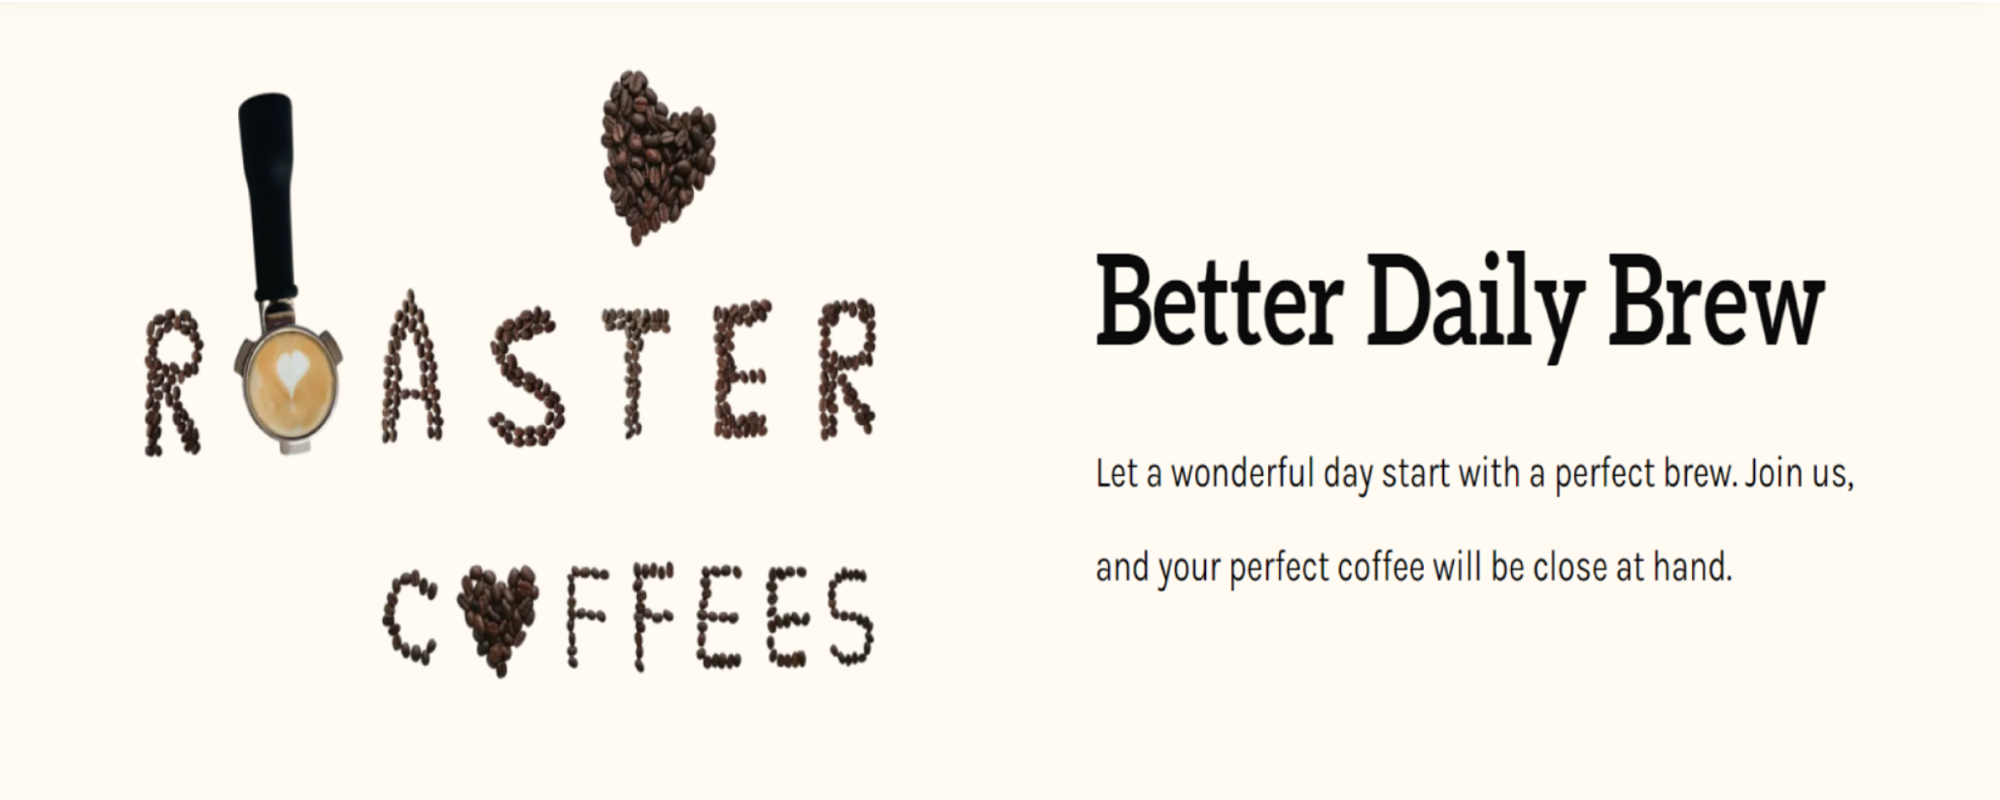 ROASTER
COFFEES
Better Daily Brew
Let a wonderful day start with a perfect brew. Join us,
and your perfect coffee will be close at hand.